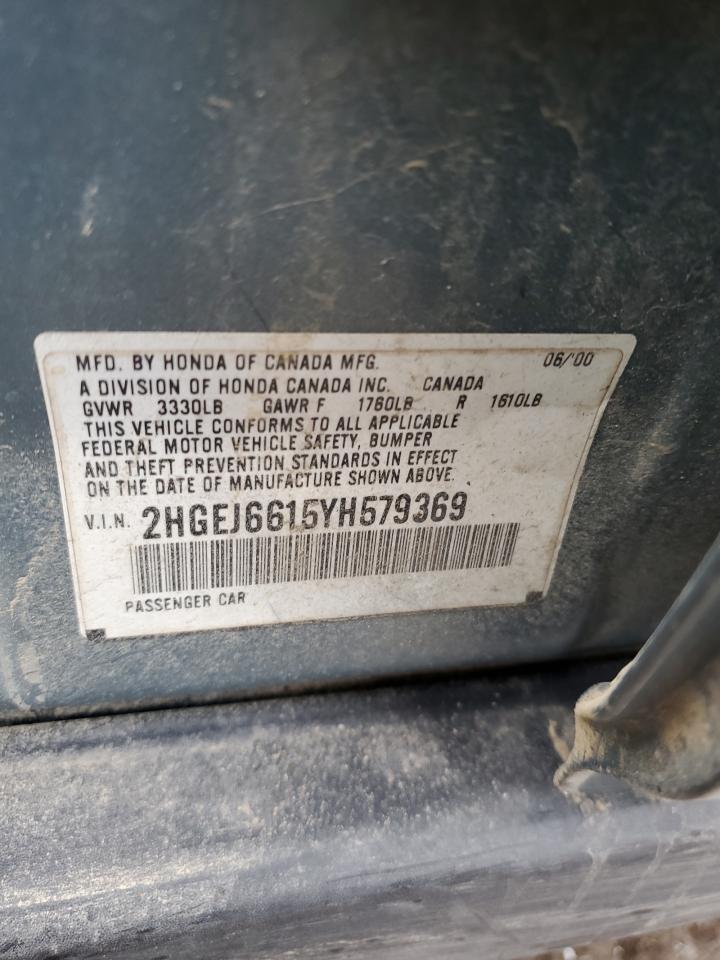 MFD. BY HONDA OF CANADA MFG. 06/'00
A DIVISION OF HONDA CANADA INC. CANADA
GVWR 3330LB GAWR F 1760LB R 1610LB
THIS VEHICLE CONFORMS TO ALL APPLICABLE
FEDERAL MOTOR VEHICLE SAFETY, BUMPER
AND THEFT PREVENTION STANDARDS IN EFFECT
ON THE DATE OF MANUFACTURE SHOWN ABOVE.
V.I.N. 2HGEJ6615YH579369
PASSENGER CAR